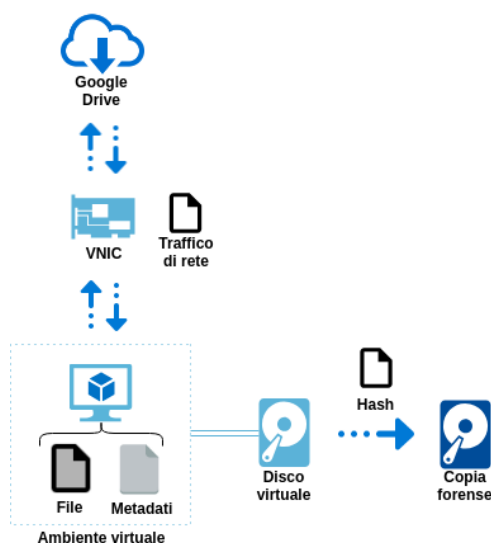 Google
Drive
VNIC
Traffico
di rete
Hash
Disco
virtuale
Copia
forense
File
Metadati
Ambiente virtuale